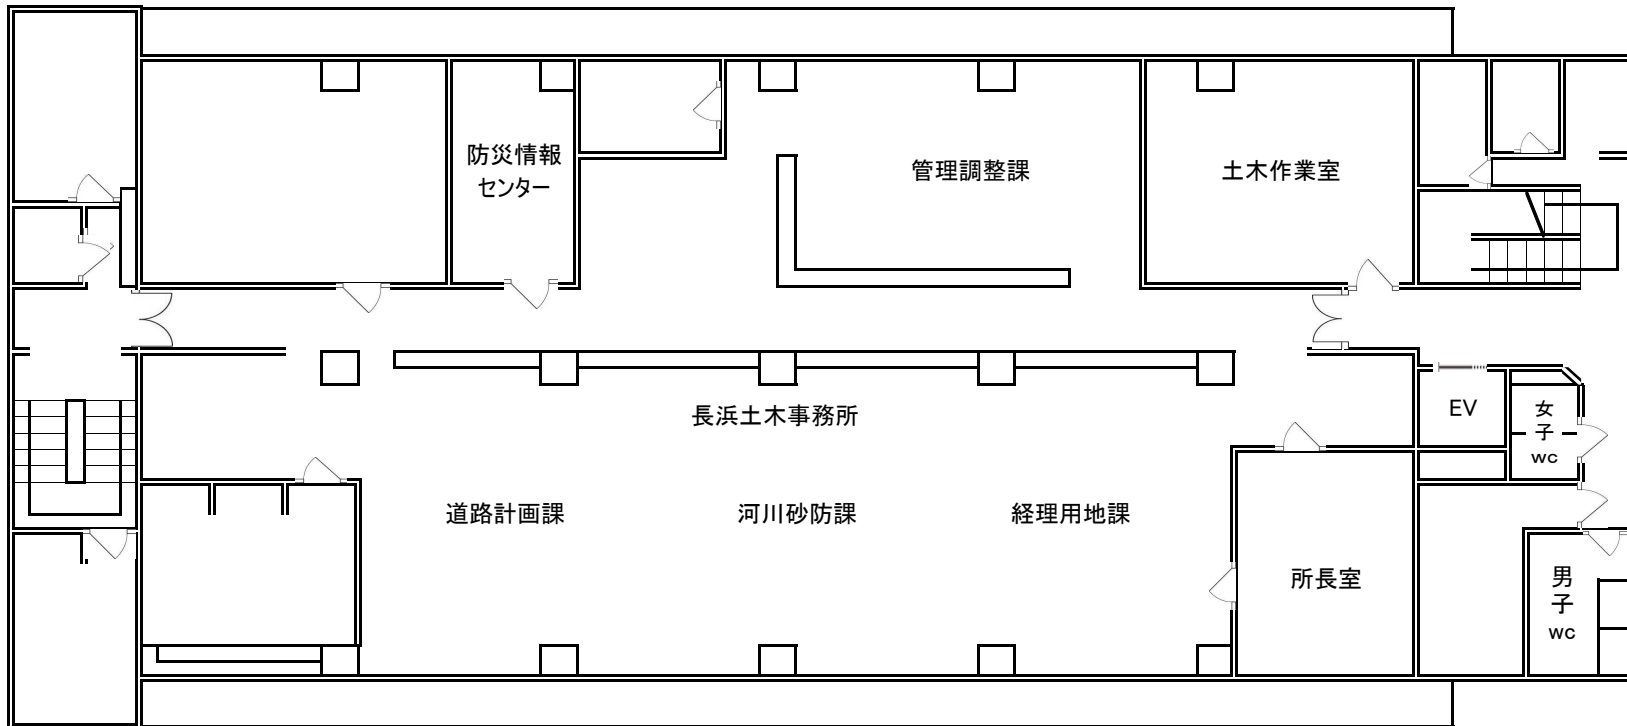 防災情報
センター
管理調整課
土木作業室
長浜土木事務所
EV
女
子
wc
道路計画課
河川砂防課
経理用地課
所長室
男
子
wc